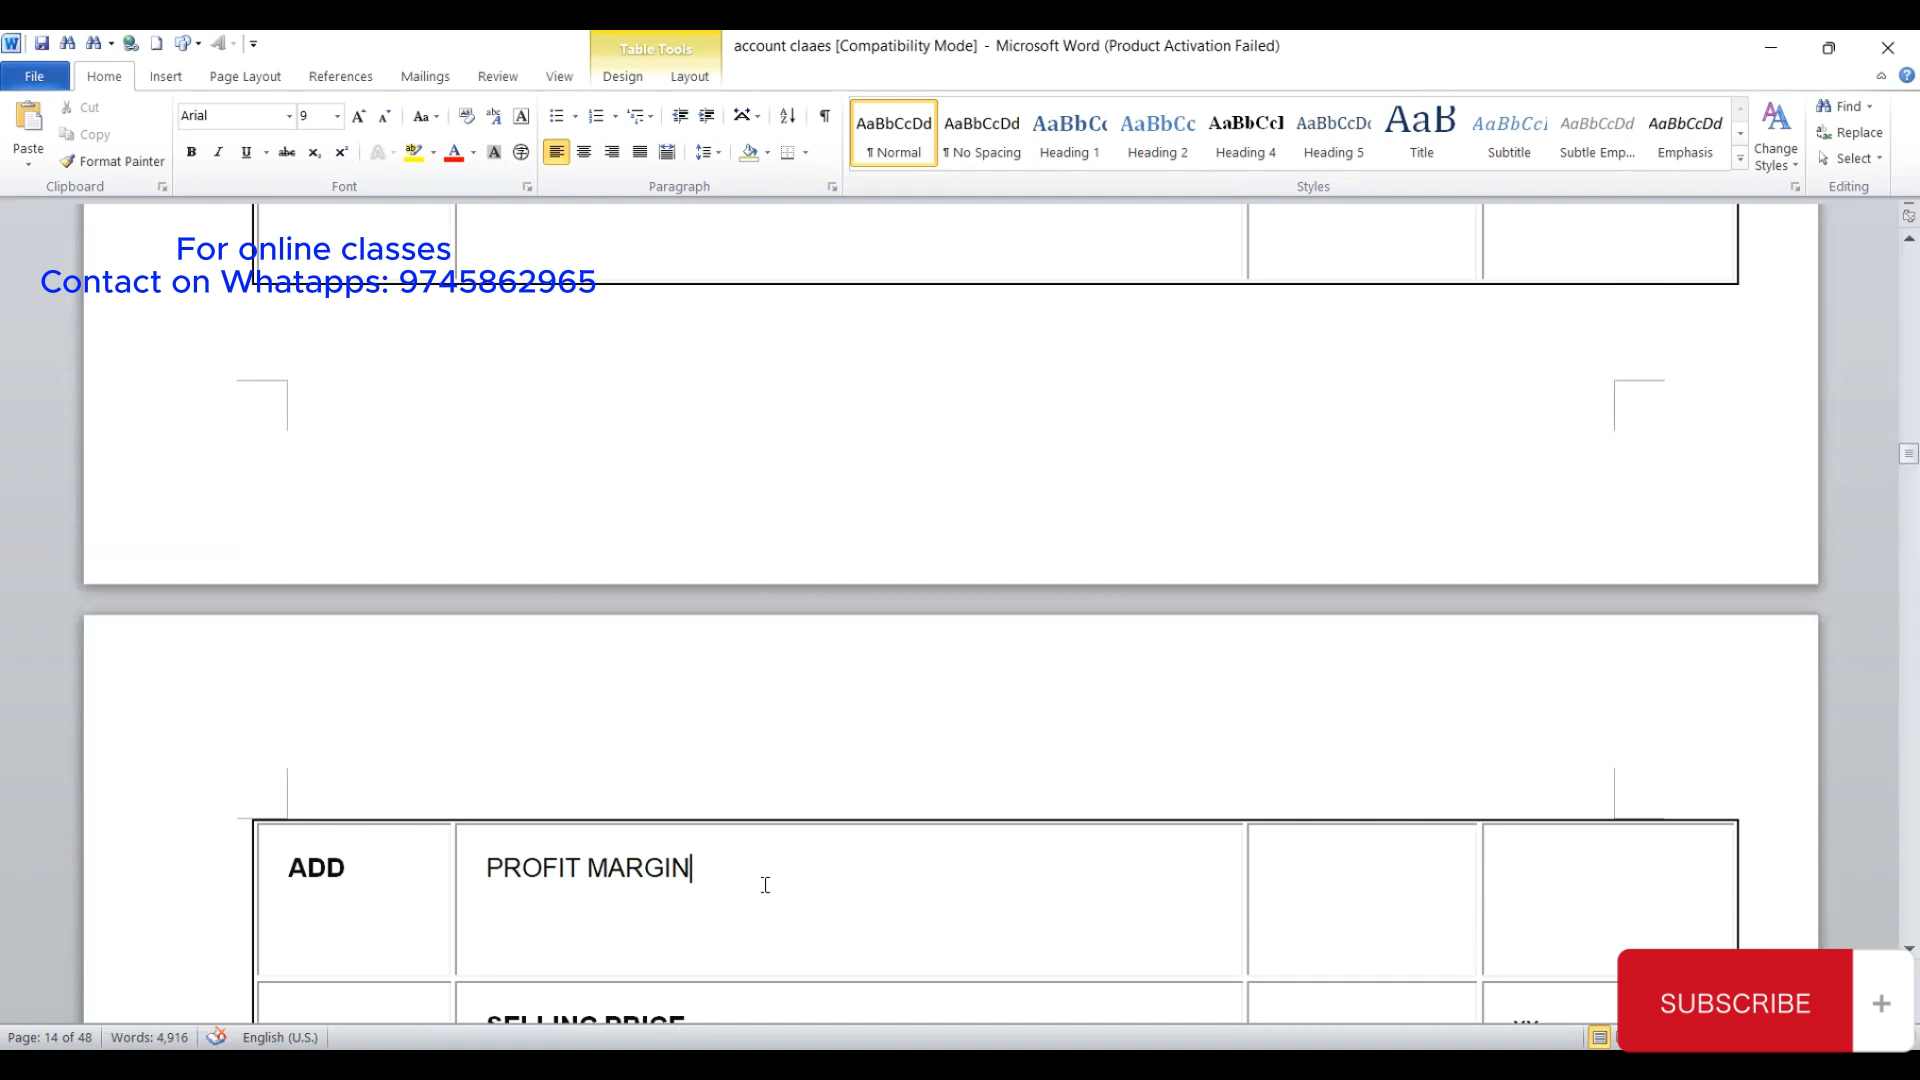 Table Tools
account claaes [Compatibility Mode] - Microsoft Word (Product Activation Failed)
File Home Insert Page Layout References Mailings Review View Design Layout
Paste
Cut
Copy
Format Painter
Clipboard
Arial 9
Font
Paragraph
AaBbCcDd AaBbCcDd AaBbCc AaBbCc AaBbCcI AaBbCcDc AaB AaBbCcI AaBbCcDd AaBbCcDd
¶ Normal ¶ No Spacing Heading 1 Heading 2 Heading 4 Heading 5 Title Subtitle Subtle Emp... Emphasis
Styles
Change
Styles
Find
Replace
Select
Editing
For online classes
Contact on Whatapps: 9745862965
ADD PROFIT MARGIN
SELLING PRICE
SUBSCRIBE
Page: 14 of 48 Words: 4,916 English (U.S.)